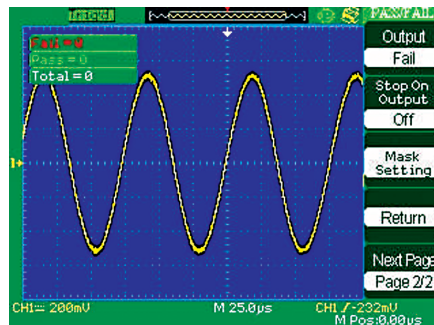 PASS/FAIL
Fail=0
Pass=0
Total=0
Output
Fail
Stop On
Output
Off
Mask
Setting
Return
Next Page
Page 2/2
1
CH1 200mV
M 25.0µs
CH1 -232mV
M Pos:0.00µs